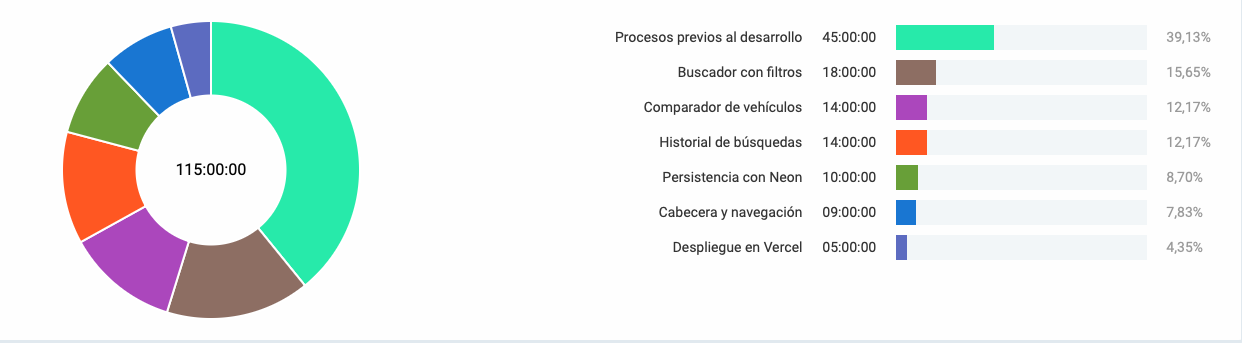 115:00:00
Procesos previos al desarrollo 45:00:00 39,13%
Buscador con filtros 18:00:00 15,65%
Comparador de vehículos 14:00:00 12,17%
Historial de búsquedas 14:00:00 12,17%
Persistencia con Neon 10:00:00 8,70%
Cabecera y navegación 09:00:00 7,83%
Despliegue en Vercel 05:00:00 4,35%